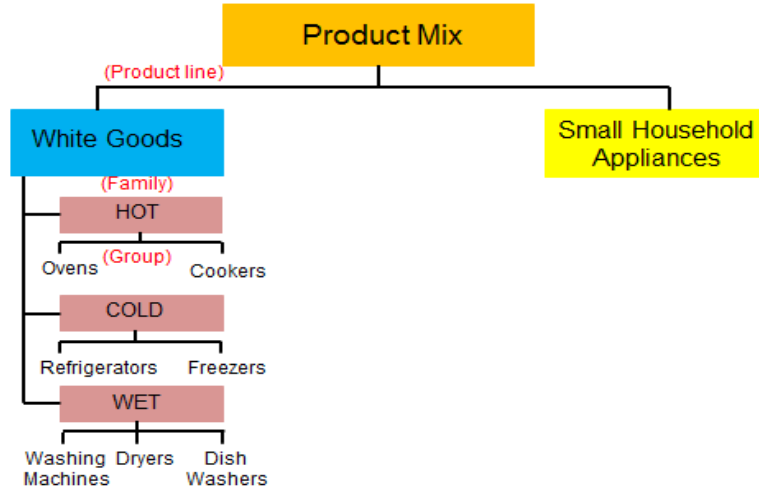 Product Mix
(Product line)
White Goods
Small Household
Appliances
(Family)
HOT
Ovens (Group) Cookers
COLD
Refrigerators Freezers
WET
Washing Dryers Dish
Machines Washers